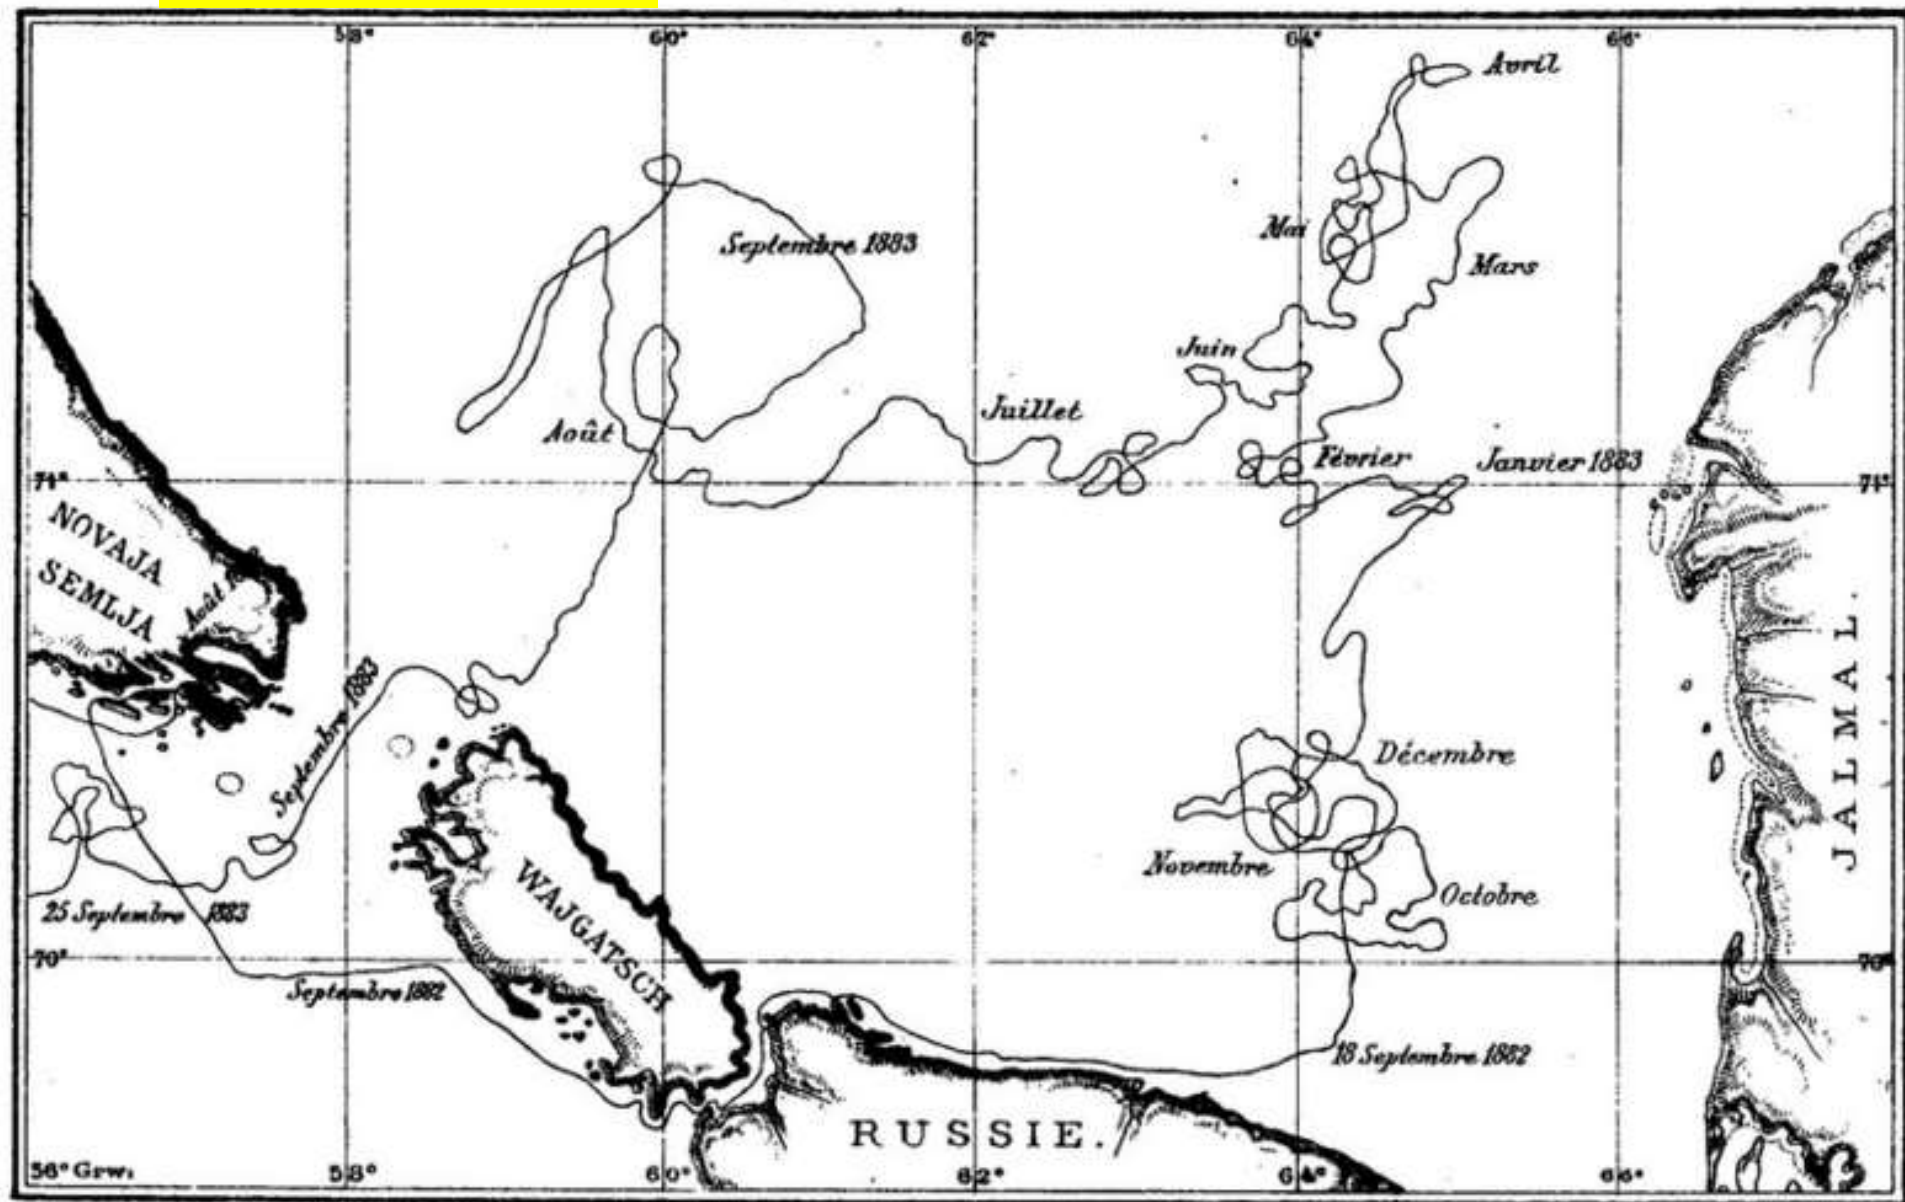 58°
60°
62°
64°
66°
Avril
Septembre 1883
Mai
Mars
Juin
Juillet
Août
Février
Janvier 1883
71°
71°
NOVAJA
SEMLJA
Août
Septembre 1883
Décembre
Novembre
Octobre
25 Septembre 1883
WAJGATSCH
JALMAL.
70°
70°
Septembre 1882
18 Septembre 1882
RUSSIE.
56° Grw.
58°
60°
62°
64°
66°